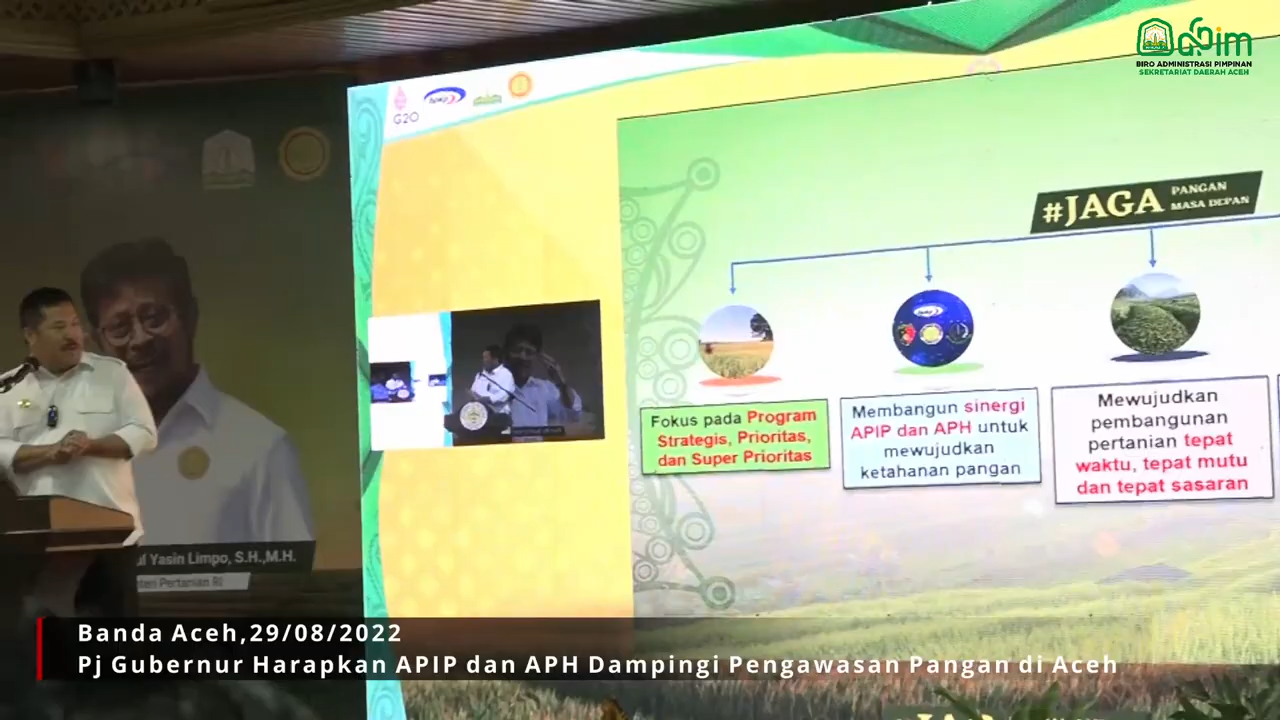 apim
BIRO ADMINISTRASI PIMPINAN
SEKRETARIAT DAERAH ACEH
G20
bpkp
#JAGA
PANGAN
MASA DEPAN
Fokus pada Program
Strategis, Prioritas,
dan Super Prioritas
Membangun sinergi
APIP dan APH untuk
mewujudkan
ketahanan pangan
Mewujudkan
pembangunan
pertanian tepat
waktu, tepat mutu
dan tepat sasaran
Yasin Limpo, S.H.,M.H.
Pertanian RI
Banda Aceh,29/08/2022
Pj Gubernur Harapkan APIP dan APH Dampingi Pengawasan Pangan di Aceh